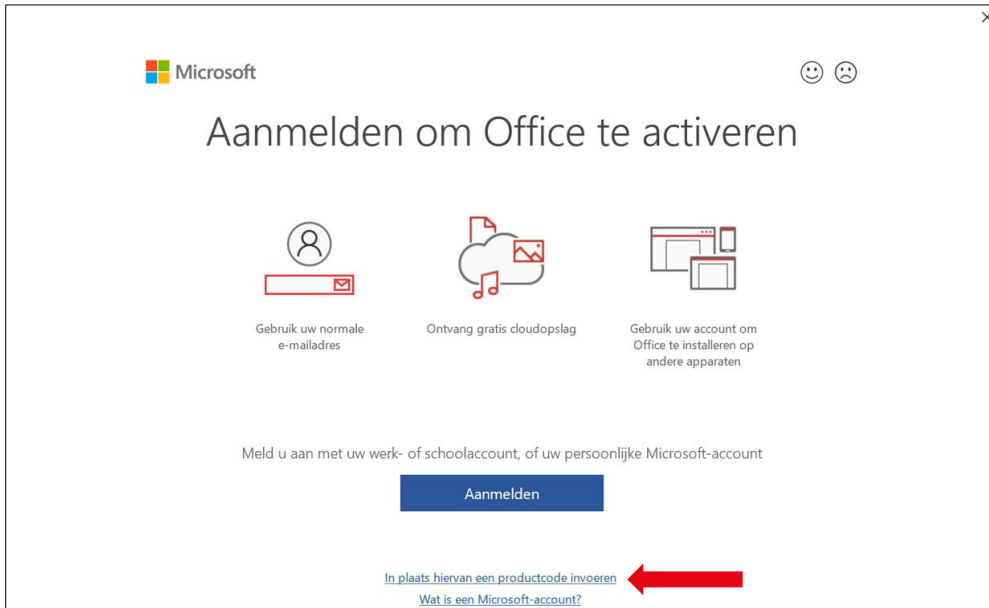 Microsoft
Aanmelden om Office te activeren
Gebruik uw normale
e-mailadres
Ontvang gratis cloudopslag
Gebruik uw account om
Office te installeren op
andere apparaten
Meld u aan met uw werk- of schoolaccount, of uw persoonlijke Microsoft-account
Aanmelden
In plaats hiervan een productcode invoeren
Wat is een Microsoft-account?